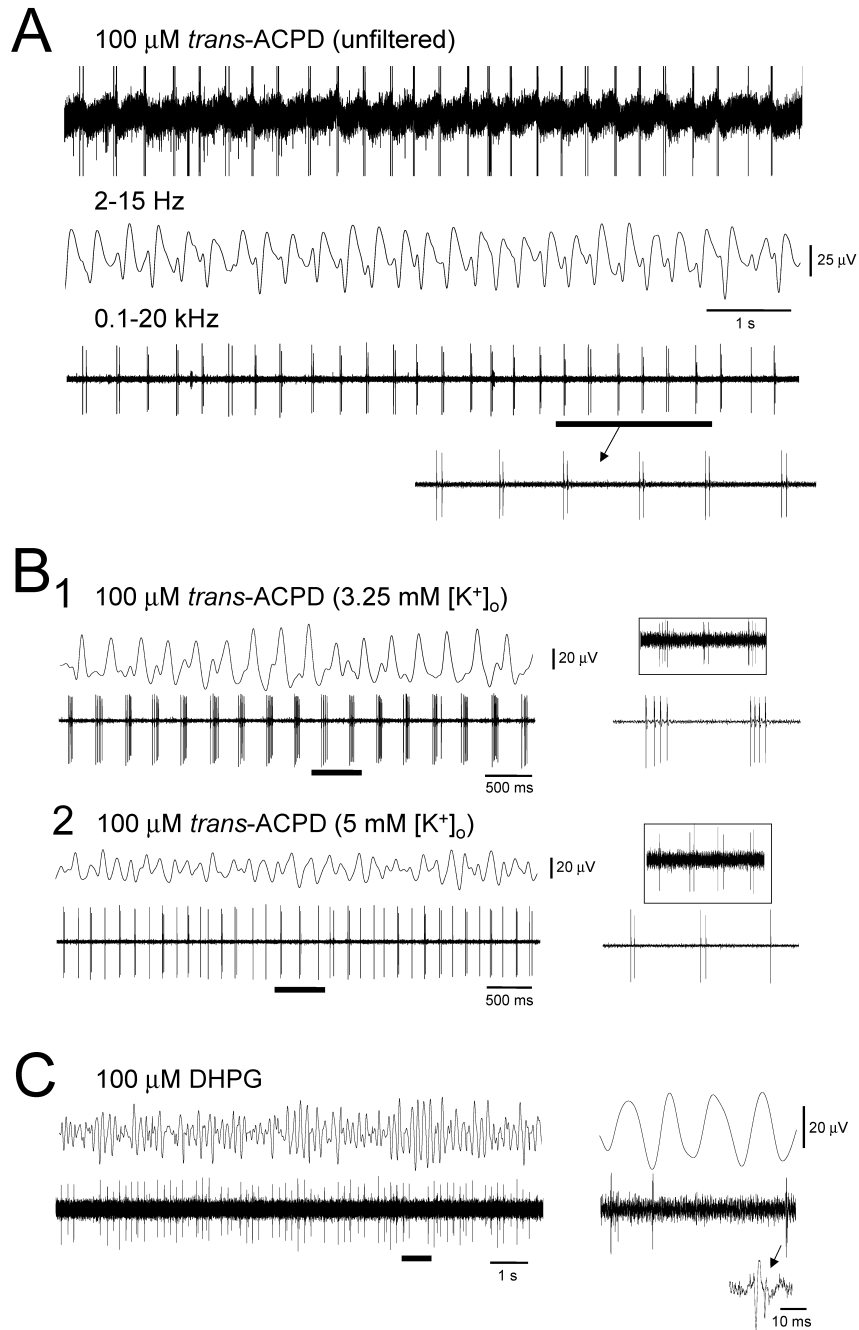 A
100 μM trans-ACPD (unfiltered)
2-15 Hz
25 μV
1 s
0.1-20 kHz
B1
100 μM trans-ACPD (3.25 mM [K+]o)
20 μV
500 ms
2
100 μM trans-ACPD (5 mM [K+]o)
20 μV
500 ms
C
100 μM DHPG
20 μV
1 s
10 ms